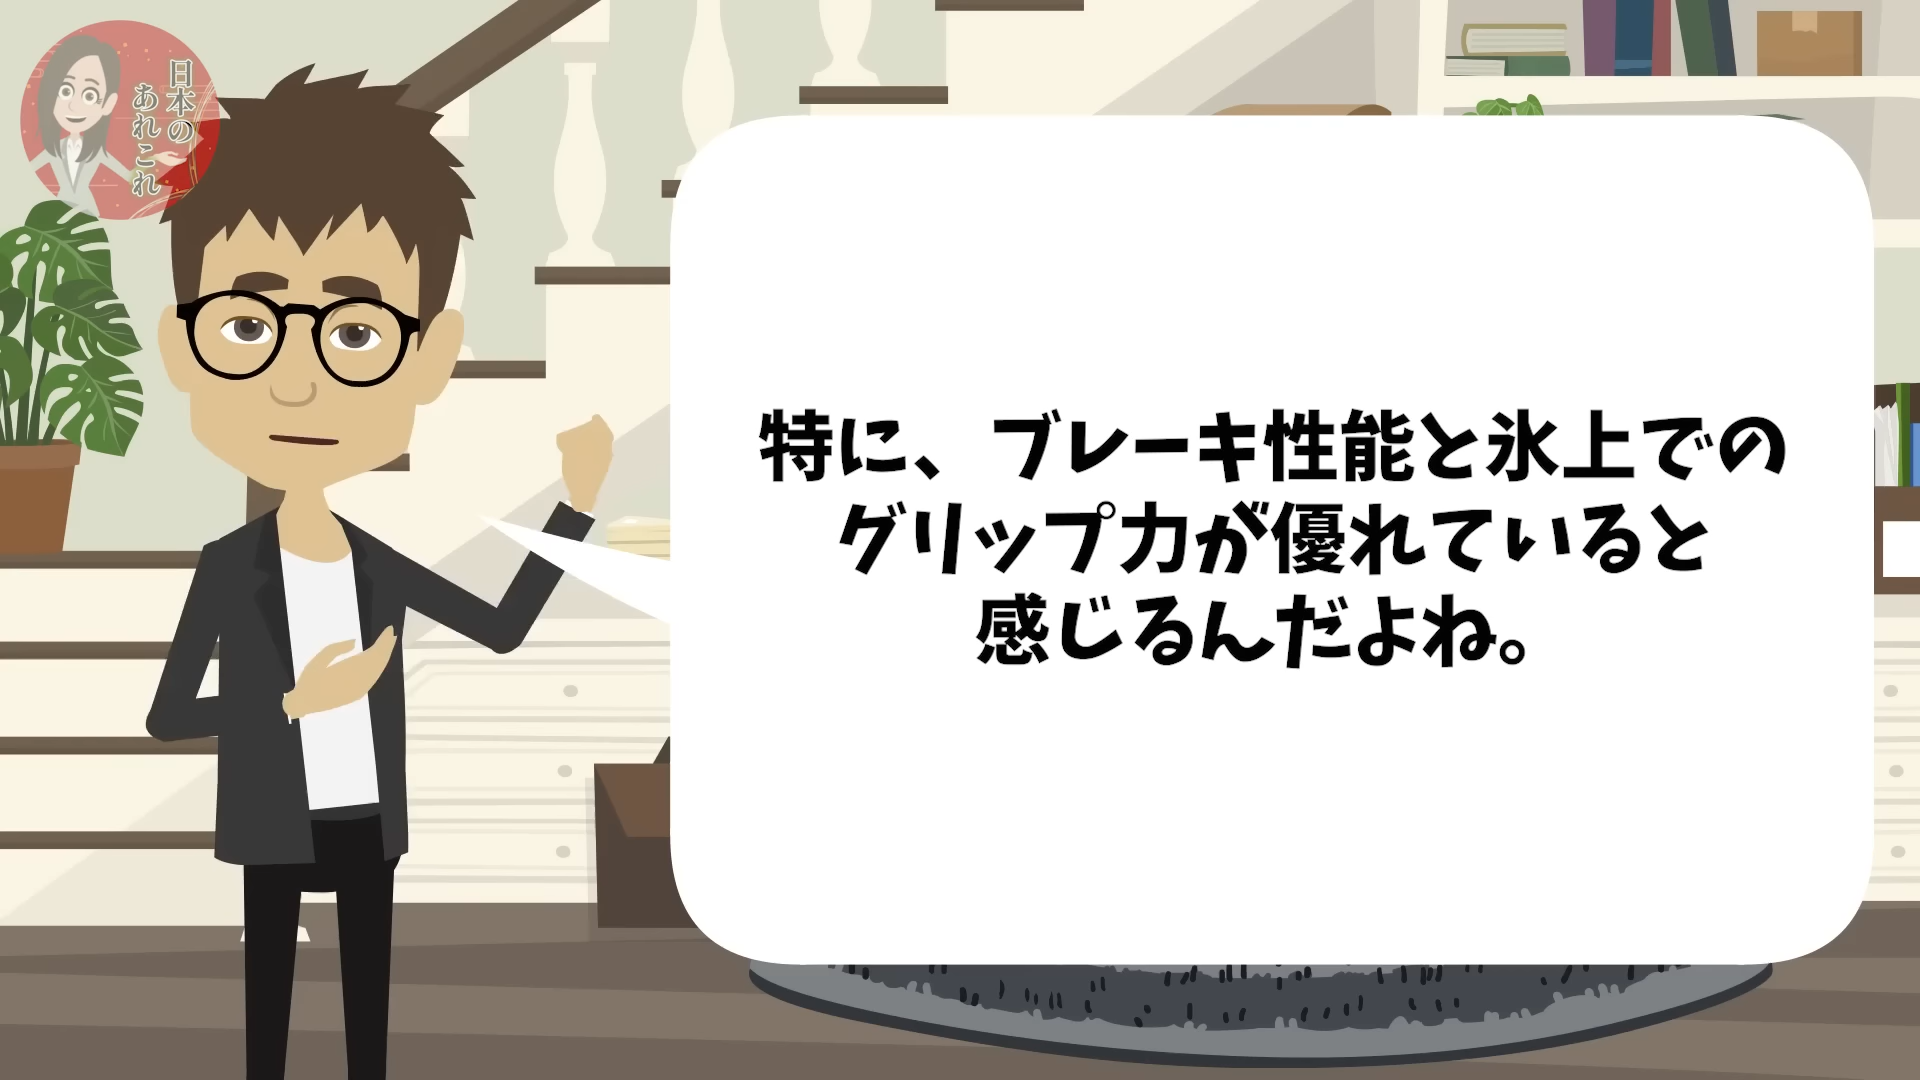 日本の
あれこれ
特に、ブレーキ性能と氷上での
グリップ力が優れていると
感じるんだよね。